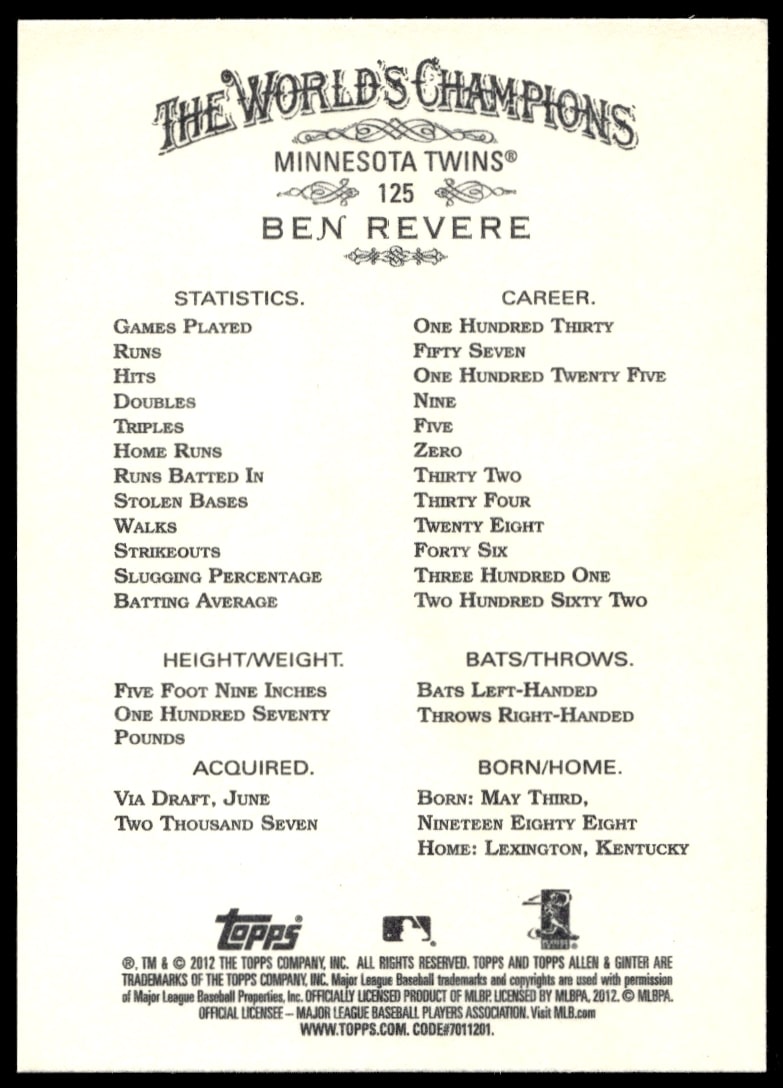 THE WORLD'S CHAMPIONS
MINNESOTA TWINS®
125
BEN REVERE
STATISTICS. CAREER.
GAMES PLAYED ONE HUNDRED THIRTY
RUNS FIFTY SEVEN
HITS ONE HUNDRED TWENTY FIVE
DOUBLES NINE
TRIPLES FIVE
HOME RUNS ZERO
RUNS BATTED IN THIRTY TWO
STOLEN BASES THIRTY FOUR
WALKS TWENTY EIGHT
STRIKEOUTS FORTY SIX
SLUGGING PERCENTAGE THREE HUNDRED ONE
BATTING AVERAGE TWO HUNDRED SIXTY TWO
HEIGHT/WEIGHT.
FIVE FOOT NINE INCHES
ONE HUNDRED SEVENTY
POUNDS
BATS/THROWS.
BATS LEFT-HANDED
THROWS RIGHT-HANDED
ACQUIRED.
VIA DRAFT, JUNE
TWO THOUSAND SEVEN
BORN/HOME.
BORN: MAY THIRD,
NINETEEN EIGHTY EIGHT
HOME: LEXINGTON, KENTUCKY
Topps®
®, TM & © 2012 THE TOPPS COMPANY, INC. ALL RIGHTS RESERVED. TOPPS AND TOPPS ALLEN & GINTER ARE
TRADEMARKS OF THE TOPPS COMPANY, INC. Major League Baseball trademarks and copyrights are used with permission
of Major League Baseball Properties, Inc. OFFICIALLY LICENSED PRODUCT OF MLBP. LICENSED BY MLBPA, 2012. © MLBPA.
OFFICIAL LICENSEE – MAJOR LEAGUE BASEBALL PLAYERS ASSOCIATION. Visit MLB.com
WWW.TOPPS.COM. CODE#7011201.